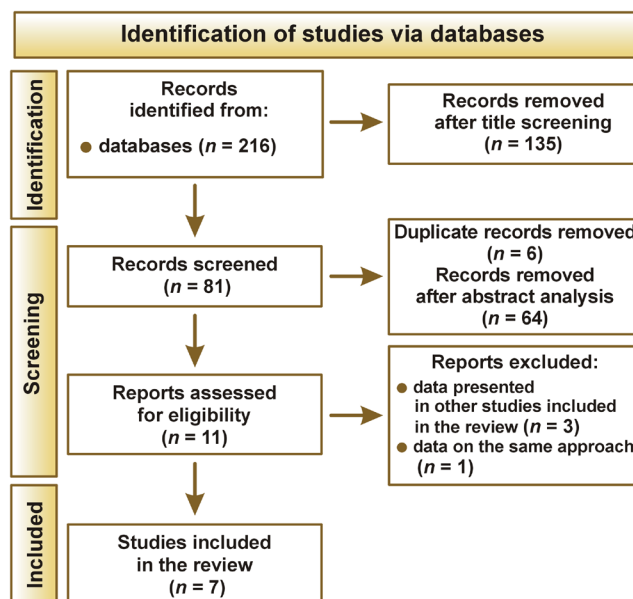 Identification of studies via databases
Identification
Records
identified from:
● databases (n = 216)
Records removed
after title screening
(n = 135)
Screening
Records screened
(n = 81)
Duplicate records removed
(n = 6)
Records removed
after abstract analysis
(n = 64)
Reports assessed
for eligibility
(n = 11)
Reports excluded:
● data presented
in other studies included
in the review (n = 3)
● data on the same approach
(n = 1)
Included
Studies included
in the review
(n = 7)